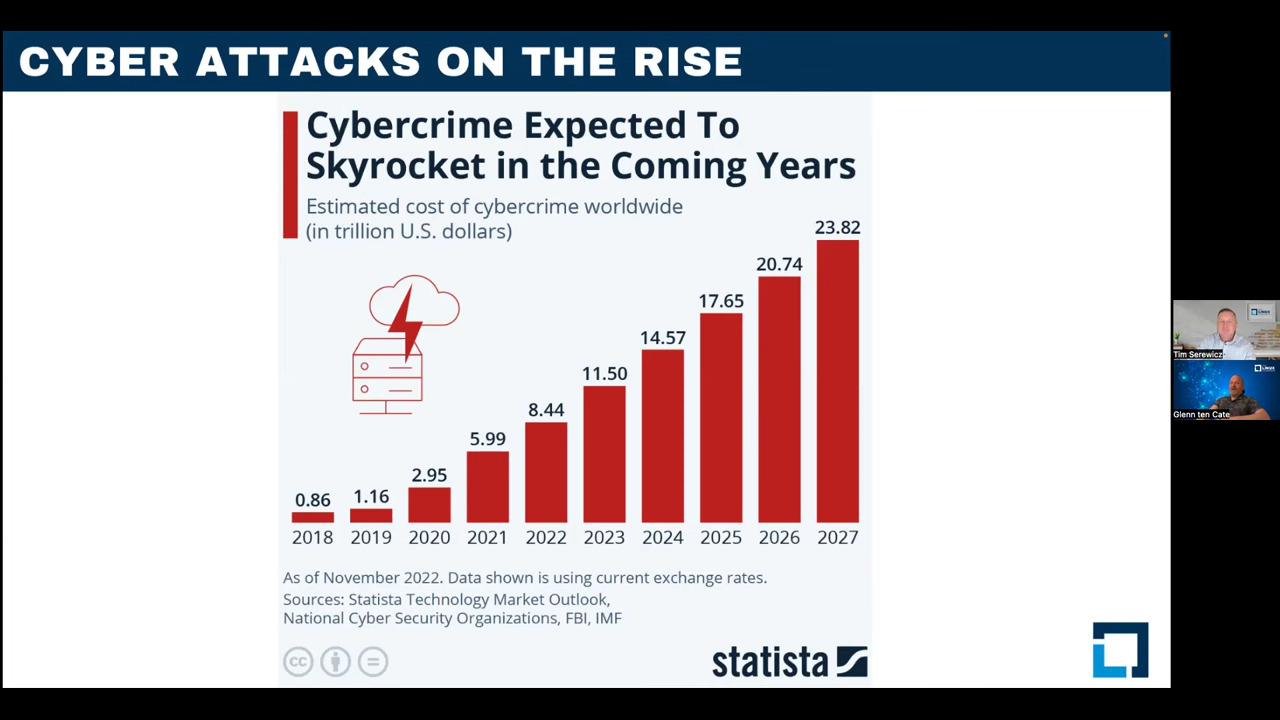 CYBER ATTACKS ON THE RISE
Cybercrime Expected To
Skyrocket in the Coming Years
Estimated cost of cybercrime worldwide
(in trillion U.S. dollars)
0.86
1.16
2.95
5.99
8.44
11.50
14.57
17.65
20.74
23.82
2018
2019
2020
2021
2022
2023
2024
2025
2026
2027
As of November 2022. Data shown is using current exchange rates.
Sources: Statista Technology Market Outlook,
National Cyber Security Organizations, FBI, IMF
cc
statista
Tim Serewicz
Glenn ten Cate